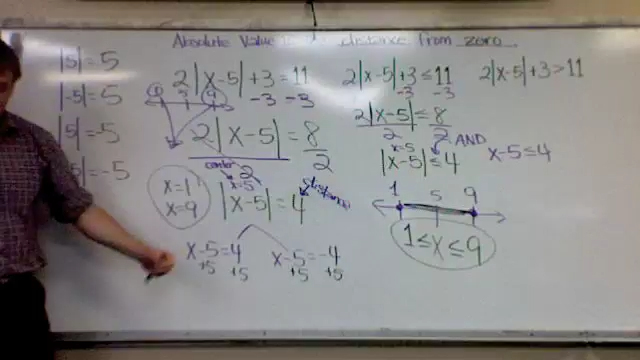 Absolute Value distance from zero.
|5| = 5
|-5| = 5
|5| = -5
|-5| = -5
2|x-5|+3=11
-3 -3
2|x-5|=8
2 2
center x=5
|x-5|=4
distance
x=1
x=9
x-5=4
+5 +5
x-5=-4
+5 +5
2|x-5|+3≤11
-3 -3
2|x-5|≤8
2 2
x=5
AND
|x-5|≤4
x-5≤4
1 5 9
1≤x≤9
2|x-5|+3>11